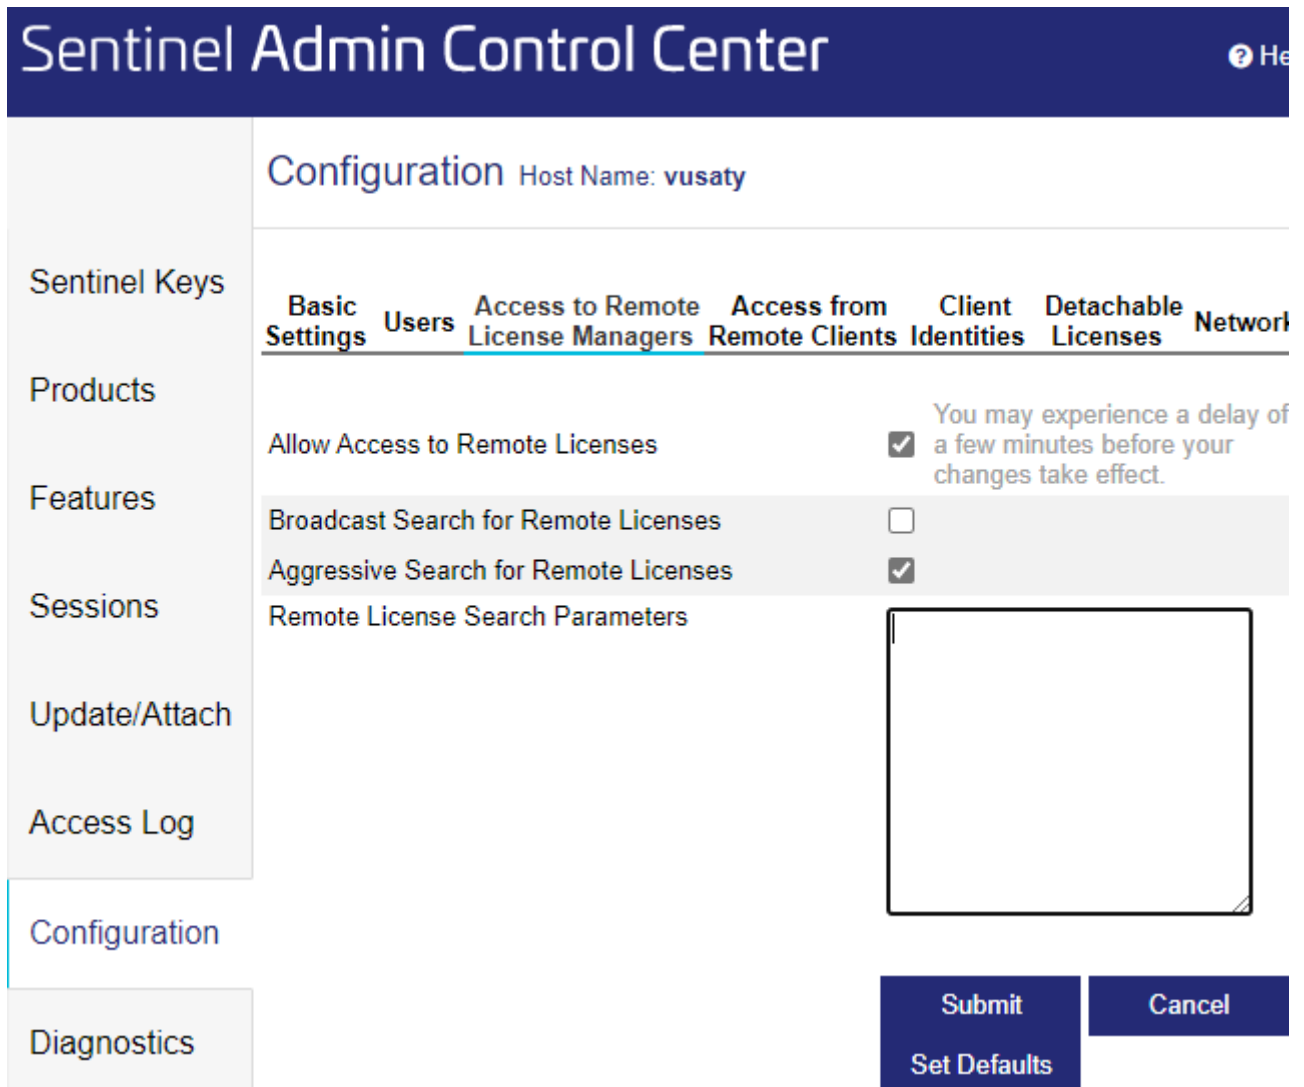 Sentinel Admin Control Center
He
Configuration Host Name: vusaty
Sentinel Keys
Products
Features
Sessions
Update/Attach
Access Log
Configuration
Diagnostics
Basic Settings
Users
Access to Remote License Managers
Access from Remote Clients
Client Identities
Detachable Licenses
Network
Allow Access to Remote Licenses
You may experience a delay of
a few minutes before your
changes take effect.
Broadcast Search for Remote Licenses
Aggressive Search for Remote Licenses
Remote License Search Parameters
Submit
Cancel
Set Defaults